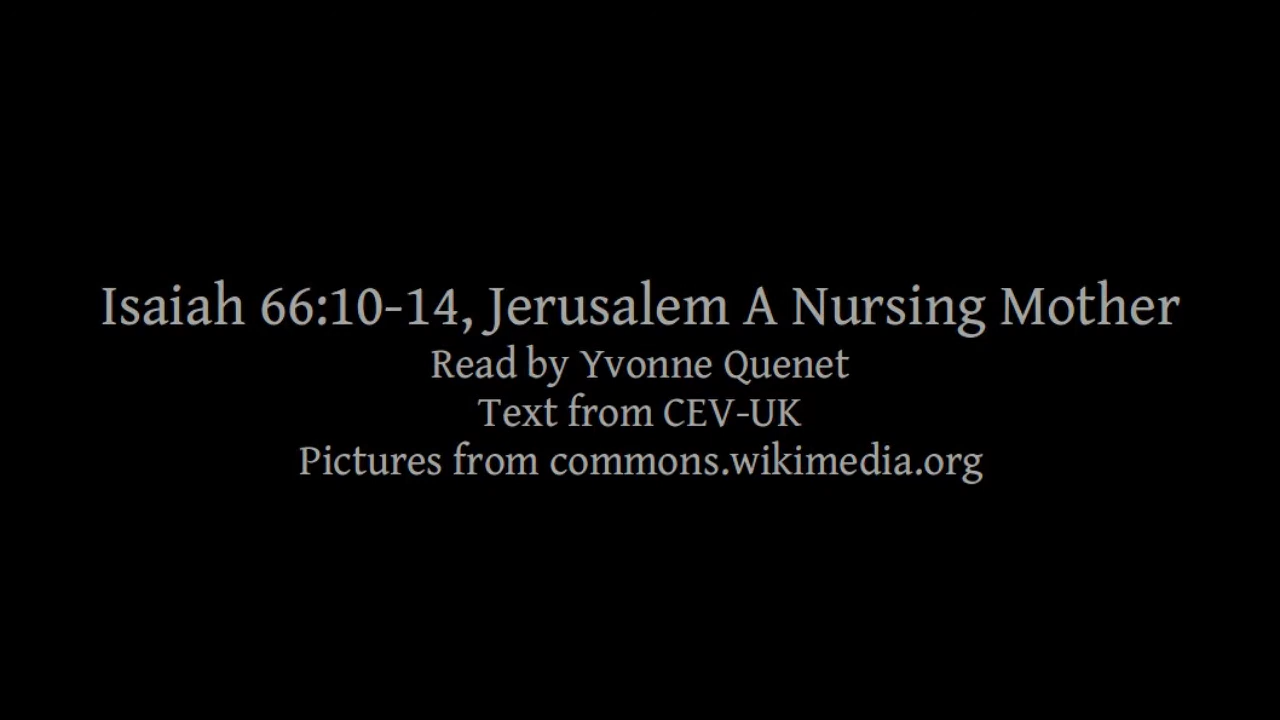 Isaiah 66:10-14, Jerusalem A Nursing Mother
Read by Yvonne Quenet
Text from CEV-UK
Pictures from commons.wikimedia.org